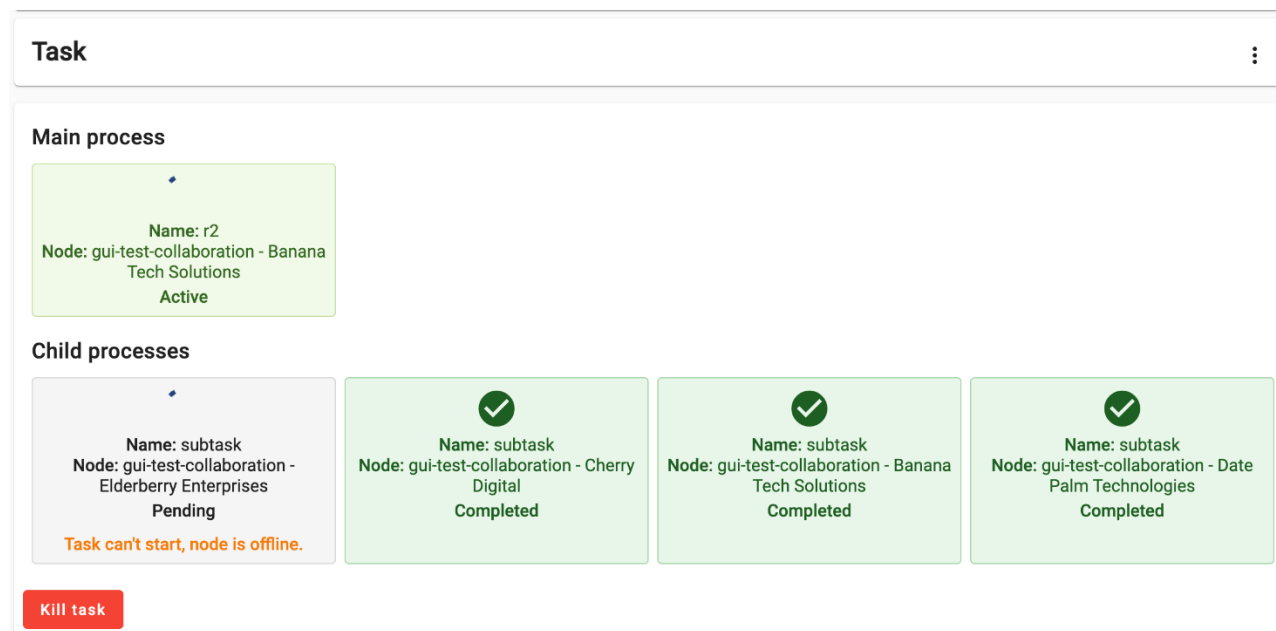 Task
Main process
Name: r2
Node: gui-test-collaboration - Banana
Tech Solutions
Active
Child processes
Name: subtask
Node: gui-test-collaboration -
Elderberry Enterprises
Pending
Task can't start, node is offline.
Name: subtask
Node: gui-test-collaboration - Cherry
Digital
Completed
Name: subtask
Node: gui-test-collaboration - Banana
Tech Solutions
Completed
Name: subtask
Node: gui-test-collaboration - Date
Palm Technologies
Completed
Kill task